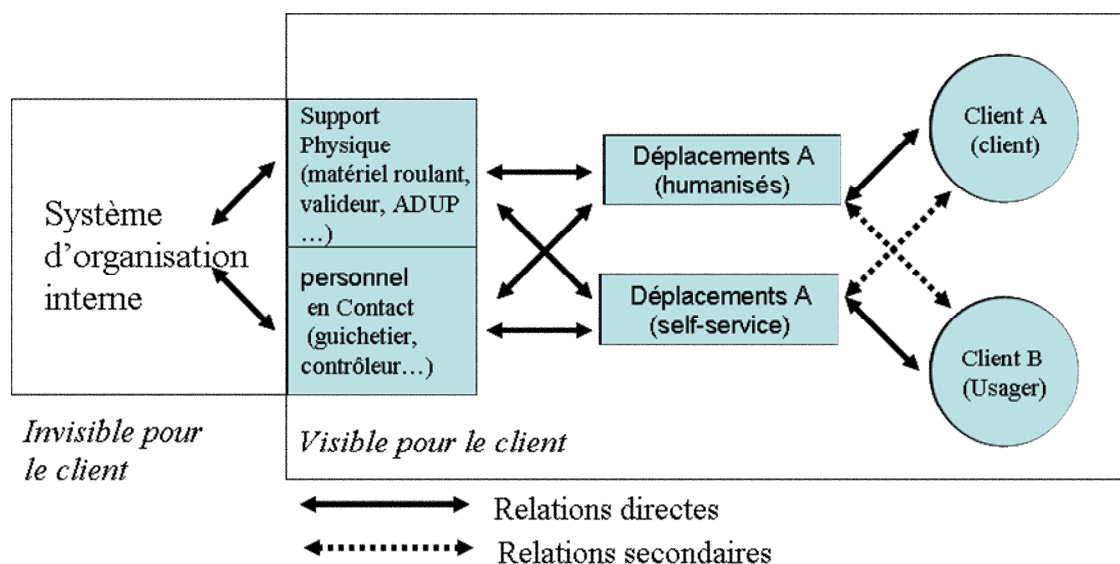 Système
d’organisation
interne
Support
Physique
(matériel roulant,
valideur, ADUP
…)
personnel
en Contact
(guichetier,
contrôleur…)
Déplacements A
(humanisés)
Déplacements A
(self-service)
Client A
(client)
Client B
(Usager)
Invisible pour
le client
Visible pour le client
Relations directes
Relations secondaires